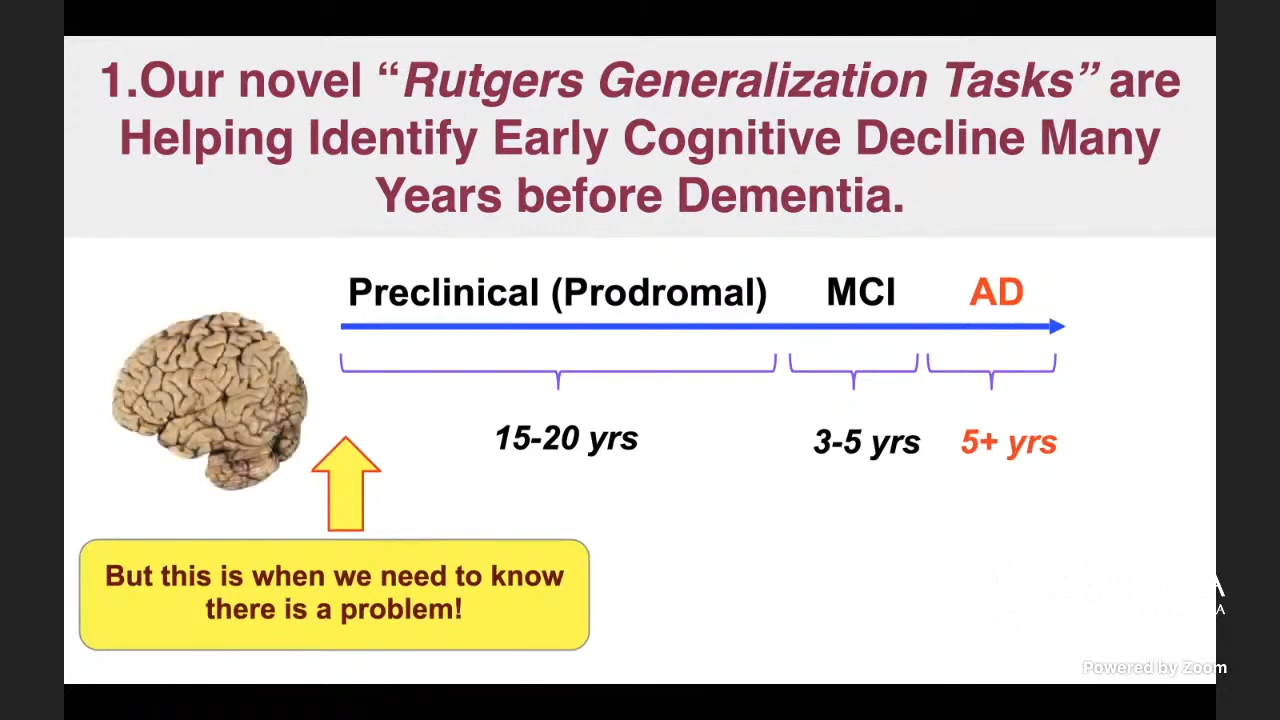 1.Our novel “Rutgers Generalization Tasks” are
Helping Identify Early Cognitive Decline Many
Years before Dementia.
Preclinical (Prodromal) MCI AD
15-20 yrs 3-5 yrs 5+ yrs
But this is when we need to know
there is a problem!
Powered by Zoom